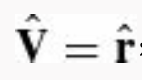 V̂ = r̂